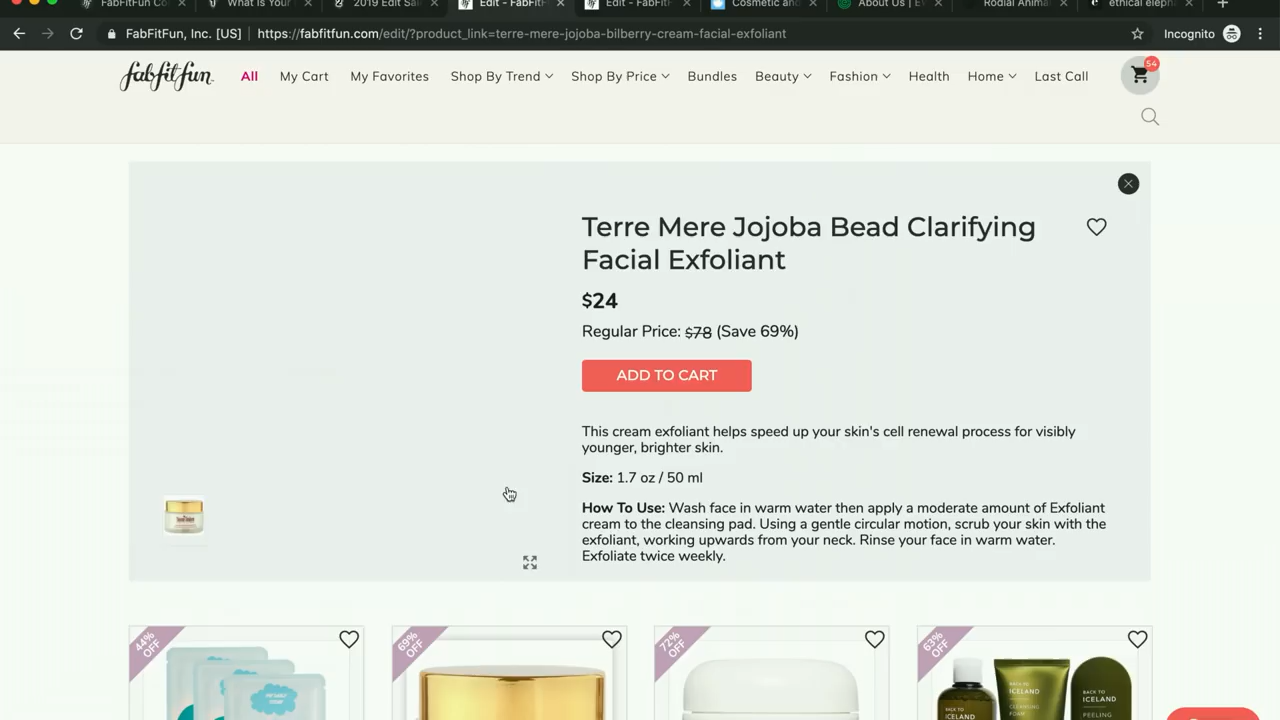 FabFitFun Co
What is Your
2019 Edit Sal
Edit - FabFitF
Edit - FabFitF
Cosmetic and
About Us | E
Rodial Anima
ethical elepha
FabFitFun, Inc. [US] https://fabfitfun.com/edit/?product_link=terre-mere-jojoba-bilberry-cream-facial-exfoliant
Incognito
fabfitfun. All My Cart My Favorites Shop By Trend Shop By Price Bundles Beauty Fashion Health Home Last Call 54
Terre Mere Jojoba Bead Clarifying
Facial Exfoliant
$24
Regular Price: $78 (Save 69%)
ADD TO CART
This cream exfoliant helps speed up your skin's cell renewal process for visibly
younger, brighter skin.
Size: 1.7 oz / 50 ml
How To Use: Wash face in warm water then apply a moderate amount of Exfoliant
cream to the cleansing pad. Using a gentle circular motion, scrub your skin with the
exfoliant, working upwards from your neck. Rinse your face in warm water.
Exfoliate twice weekly.
44%
OFF
69%
OFF
72%
OFF
63%
OFF
BACK TO
ICELAND
CLEANSING
FOAM
BACK TO
ICELAND
PEELING